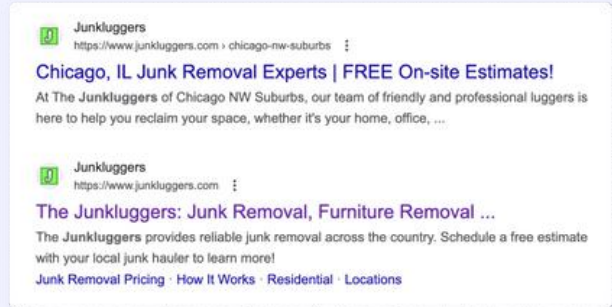 Junkluggers
https://www.junkluggers.com › chicago-nw-suburbs
Chicago, IL Junk Removal Experts | FREE On-site Estimates!
At The Junkluggers of Chicago NW Suburbs, our team of friendly and professional luggers is
here to help you reclaim your space, whether it's your home, office, ...
Junkluggers
https://www.junkluggers.com
The Junkluggers: Junk Removal, Furniture Removal ...
The Junkluggers provides reliable junk removal across the country. Schedule a free estimate
with your local junk hauler to learn more!
Junk Removal Pricing · How It Works · Residential · Locations